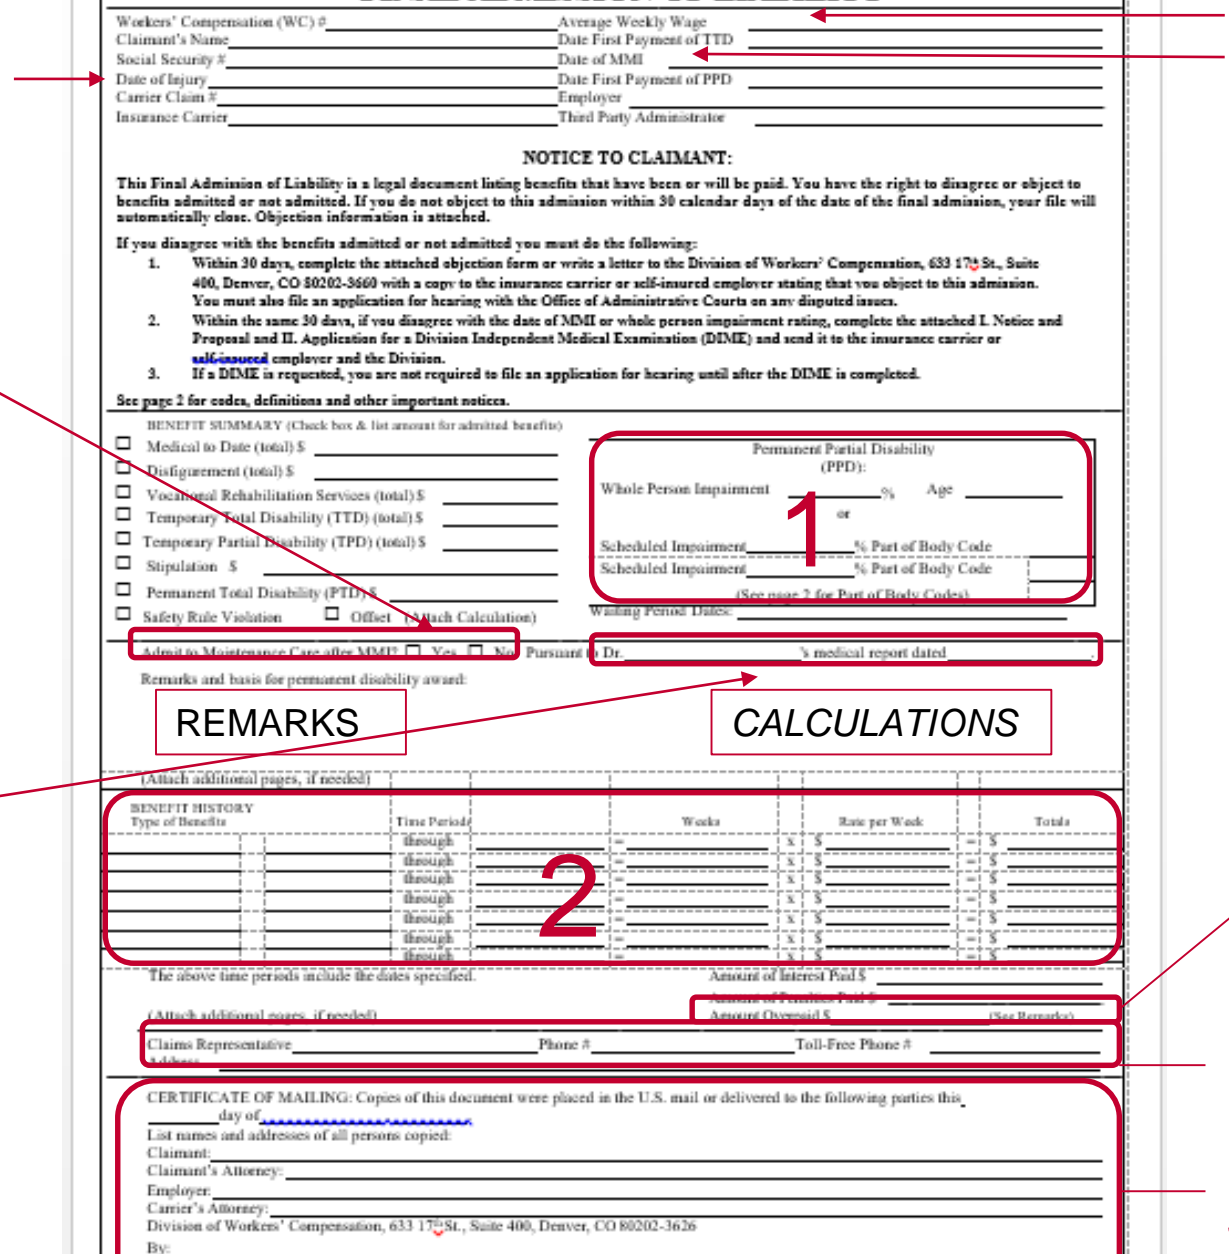 Workers' Compensation (WC) # Average Weekly Wage
Claimant's Name Date First Payment of TTD
Social Security # Date of MMI
Date of Injury Date First Payment of PPD
Carrier Claim # Employer
Insurance Carrier Third Party Administrator
NOTICE TO CLAIMANT:
This Final Admission of Liability is a legal document listing benefits that have been or will be paid. You have the right to disagree or object to
benefits admitted or not admitted. If you do not object to this admission within 30 calendar days of the date of the final admission, your file will
automatically close. Objection information is attached.
If you disagree with the benefits admitted or not admitted you must do the following:
1. Within 30 days, complete the attached objection form or write a letter to the Division of Workers' Compensation, 633 17th St., Suite
400, Denver, CO 80202-3660 with a copy to the insurance carrier or self-insured employer stating that you object to this admission.
You must also file an application for hearing with the Office of Administrative Courts on any disputed issues.
2. Within the same 30 days, if you disagree with the date of MMI or whole person impairment rating, complete the attached I. Notice and
Proposal and II. Application for a Division Independent Medical Examination (DIME) and send it to the insurance carrier or
self-insured employer and the Division.
3. If a DIME is requested, you are not required to file an application for hearing until after the DIME is completed.
See page 2 for codes, definitions and other important notices.
BENEFIT SUMMARY (Check box & list amount for admitted benefits)
Medical to Date (total) $
Disfigurement (total) $
Vocational Rehabilitation Services (total) $
Temporary Total Disability (TTD) (total) $
Temporary Partial Disability (TPD) (total) $
Stipulation $
Permanent Total Disability (PTD) $
Safety Rule Violation Offset (Attach Calculation)
Permanent Partial Disability
(PPD):
Whole Person Impairment % Age
or
1
Scheduled Impairment % Part of Body Code
Scheduled Impairment % Part of Body Code
(See page 2 for Part of Body Codes)
Waiting Period Dates:
Admit to Maintenance Care after MMI? Yes No Pursuant to Dr. 's medical report dated .
Remarks and basis for permanent disability award:
REMARKS CALCULATIONS
(Attach additional pages, if needed)
BENEFIT HISTORY
Type of Benefits Time Periods Weeks Rate per Week Totals
through = x $ = $
through = x $ = $
through = x $ = $
through = x $ = $
through = x $ = $
through = x $ = $
through = x $ = $
2
The above time periods include the dates specified. Amount of Interest Paid $
Amount of Penalties Paid $
(Attach additional pages, if needed) Amount Overpaid $ (See Remarks)
Claims Representative Phone # Toll-Free Phone #
Address
CERTIFICATE OF MAILING: Copies of this document were placed in the U.S. mail or delivered to the following parties this
day of
List names and addresses of all persons copied:
Claimant:
Claimant's Attorney:
Employer:
Carrier's Attorney:
Division of Workers' Compensation, 633 17th St., Suite 400, Denver, CO 80202-3626
By: